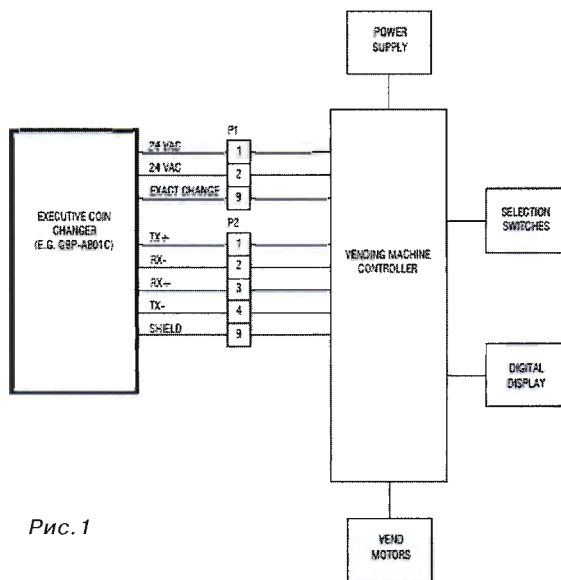 POWER
SUPPLY
P1
24 VAC
1
24 VAC
2
EXACT CHANGE
9
EXECUTIVE COIN
CHANGER
(E.G. QBP-A801C)
P2
TX+
1
RX-
2
RX+
3
TX-
4
SHIELD
9
VENDING MACHINE
CONTROLLER
SELECTION
SWITCHES
DIGITAL
DISPLAY
VEND
MOTORS
Рис.1